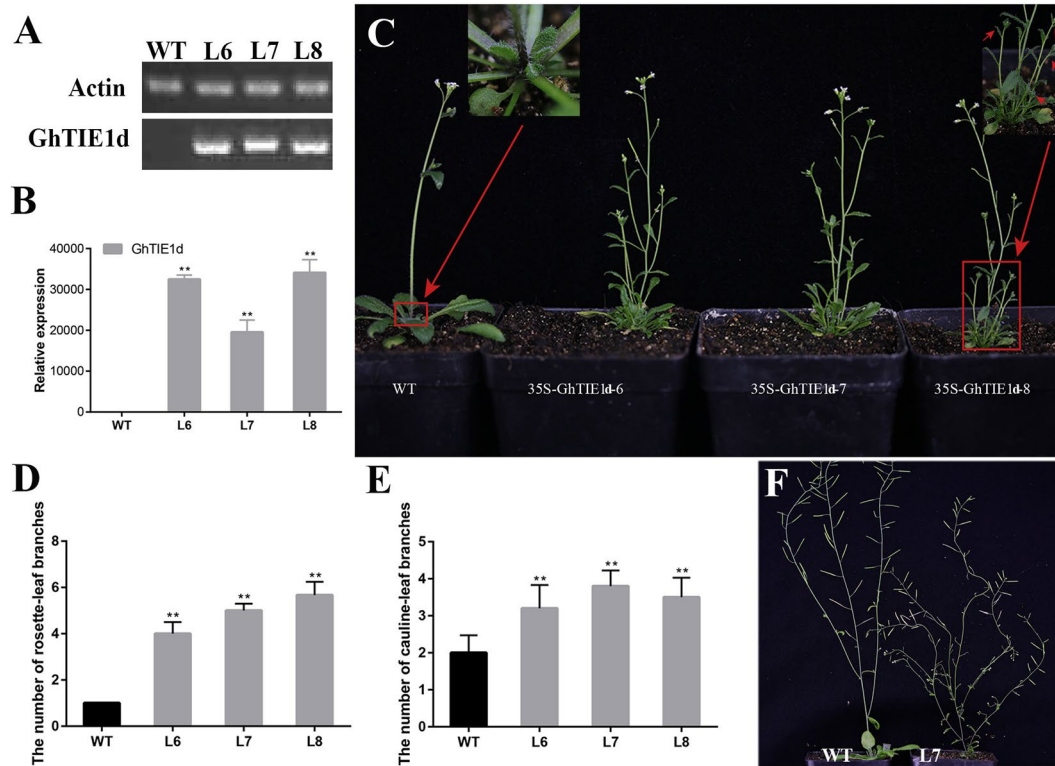 A
WT L6 L7 L8
Actin
GhTIE1d
B
GhTIE1d
Relative expression
40000
30000
20000
10000
0
**
**
**
WT L6 L7 L8
C
WT
35S-GhTIE1d-6
35S-GhTIE1d-7
35S-GhTIE1d-8
D
The number of rosette-leaf branches
8
6
4
2
0
**
**
**
WT L6 L7 L8
E
The number of cauline-leaf branches
5
4
3
2
1
0
**
**
**
WT L6 L7 L8
F
WT L7